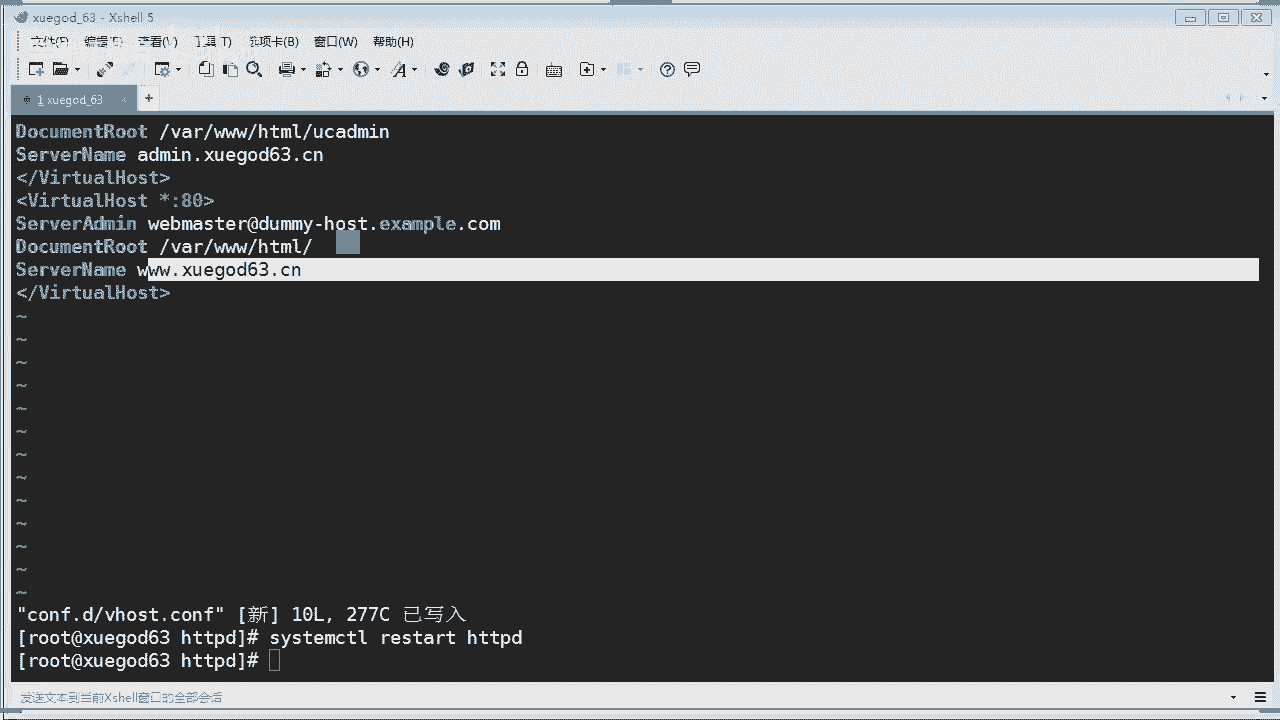 xuegod_63 - Xshell 5
文件(F) 编辑(E) 查看(V) 工具(T) 选项卡(B) 窗口(W) 帮助(H)
1 xuegod_63
DocumentRoot /var/www/html/ucadmin
ServerName admin.xuegod63.cn
</VirtualHost>
<VirtualHost *:80>
ServerAdmin webmaster@dummy-host.example.com
DocumentRoot /var/www/html/
ServerName www.xuegod63.cn
</VirtualHost>
~
~
~
~
~
~
~
~
~
~
~
~
~
"conf.d/vhost.conf" [新] 10L, 277C 已写入
[root@xuegod63 httpd]# systemctl restart httpd
[root@xuegod63 httpd]#
发送文本到当前Xshell窗口的全部会话